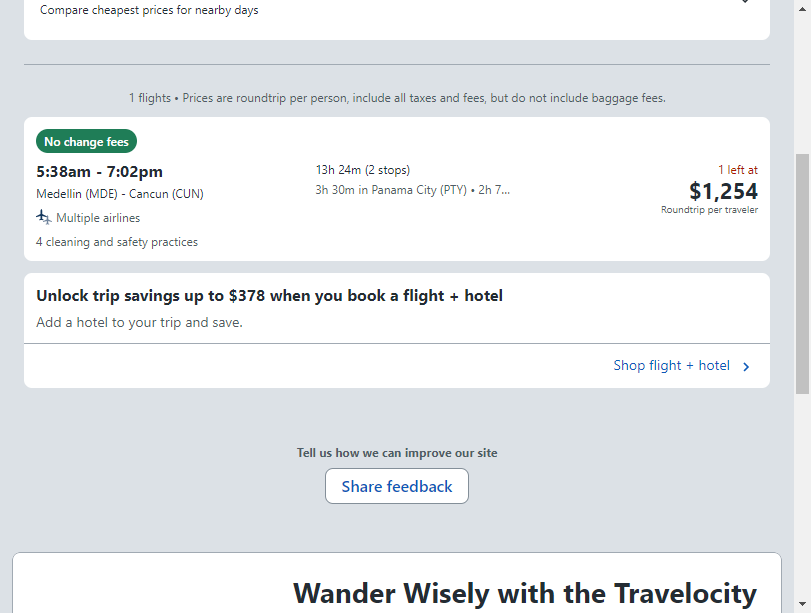 Compare cheapest prices for nearby days
1 flights • Prices are roundtrip per person, include all taxes and fees, but do not include baggage fees.
No change fees
5:38am - 7:02pm
13h 24m (2 stops)
1 left at
Medellin (MDE) - Cancun (CUN)
3h 30m in Panama City (PTY) • 2h 7...
$1,254
Roundtrip per traveler
Multiple airlines
4 cleaning and safety practices
Unlock trip savings up to $378 when you book a flight + hotel
Add a hotel to your trip and save.
Shop flight + hotel
Tell us how we can improve our site
Share feedback
Wander Wisely with the Travelocity